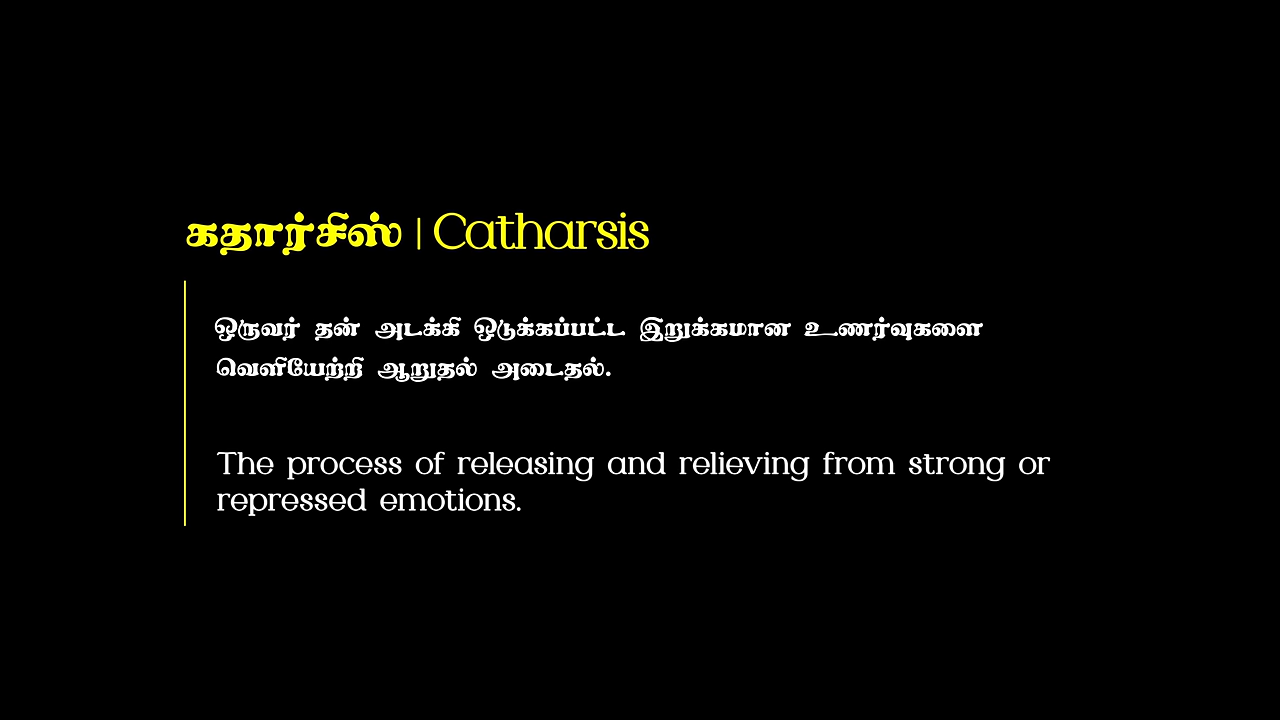 கதார்சிஸ் | Catharsis
ஒருவர் தன் அடக்கி ஒடுக்கப்பட்ட இறுக்கமான உணர்வுகளை
வெளியேற்றி ஆறுதல் அடைதல்.
The process of releasing and relieving from strong or
repressed emotions.